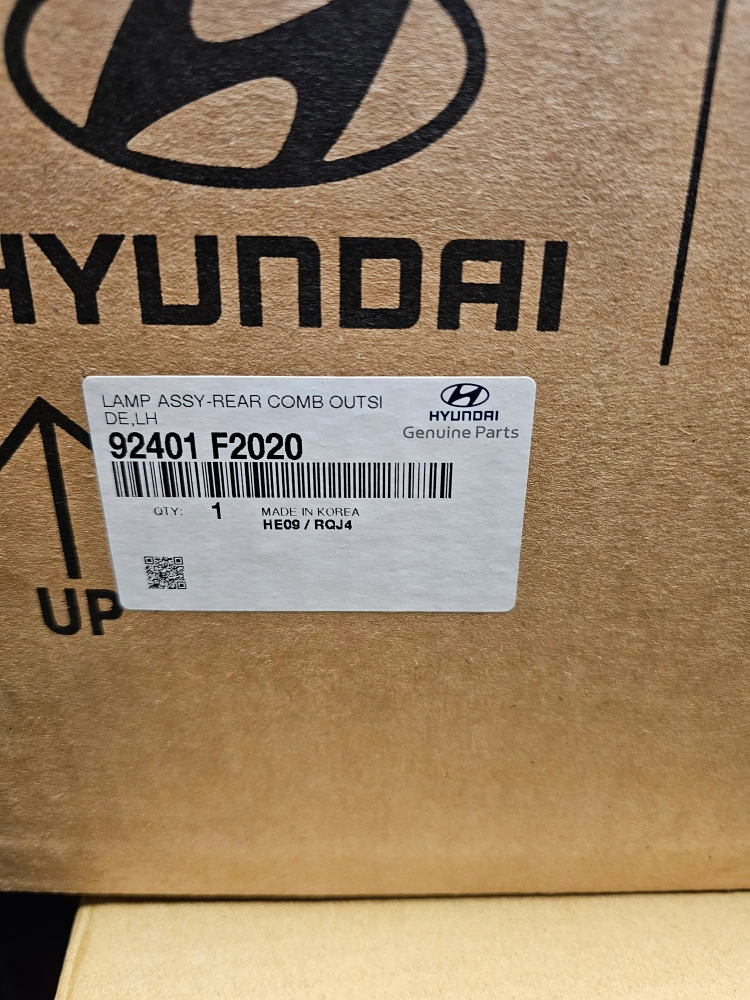 HYUNDAI
LAMP ASSY-REAR COMB OUTSI
DE,LH
92401 F2020
HYUNDAI
Genuine Parts
QTY: 1 MADE IN KOREA
HE09 / RQJ4
UP